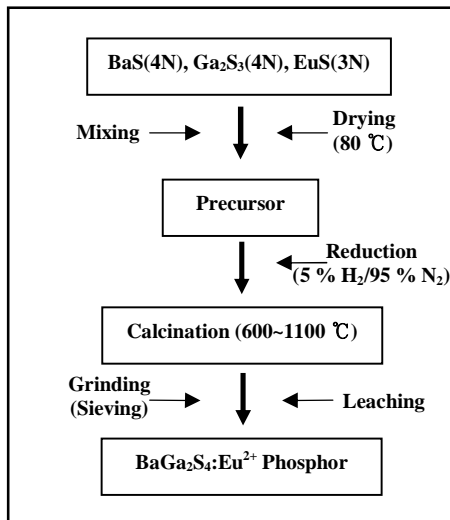 BaS(4N), Ga₂S₃(4N), EuS(3N)
Mixing
Drying
(80 ℃)
Precursor
Reduction
(5 % H₂/95 % N₂)
Calcination (600~1100 ℃)
Grinding
(Sieving)
Leaching
BaGa₂S₄:Eu²⁺ Phosphor